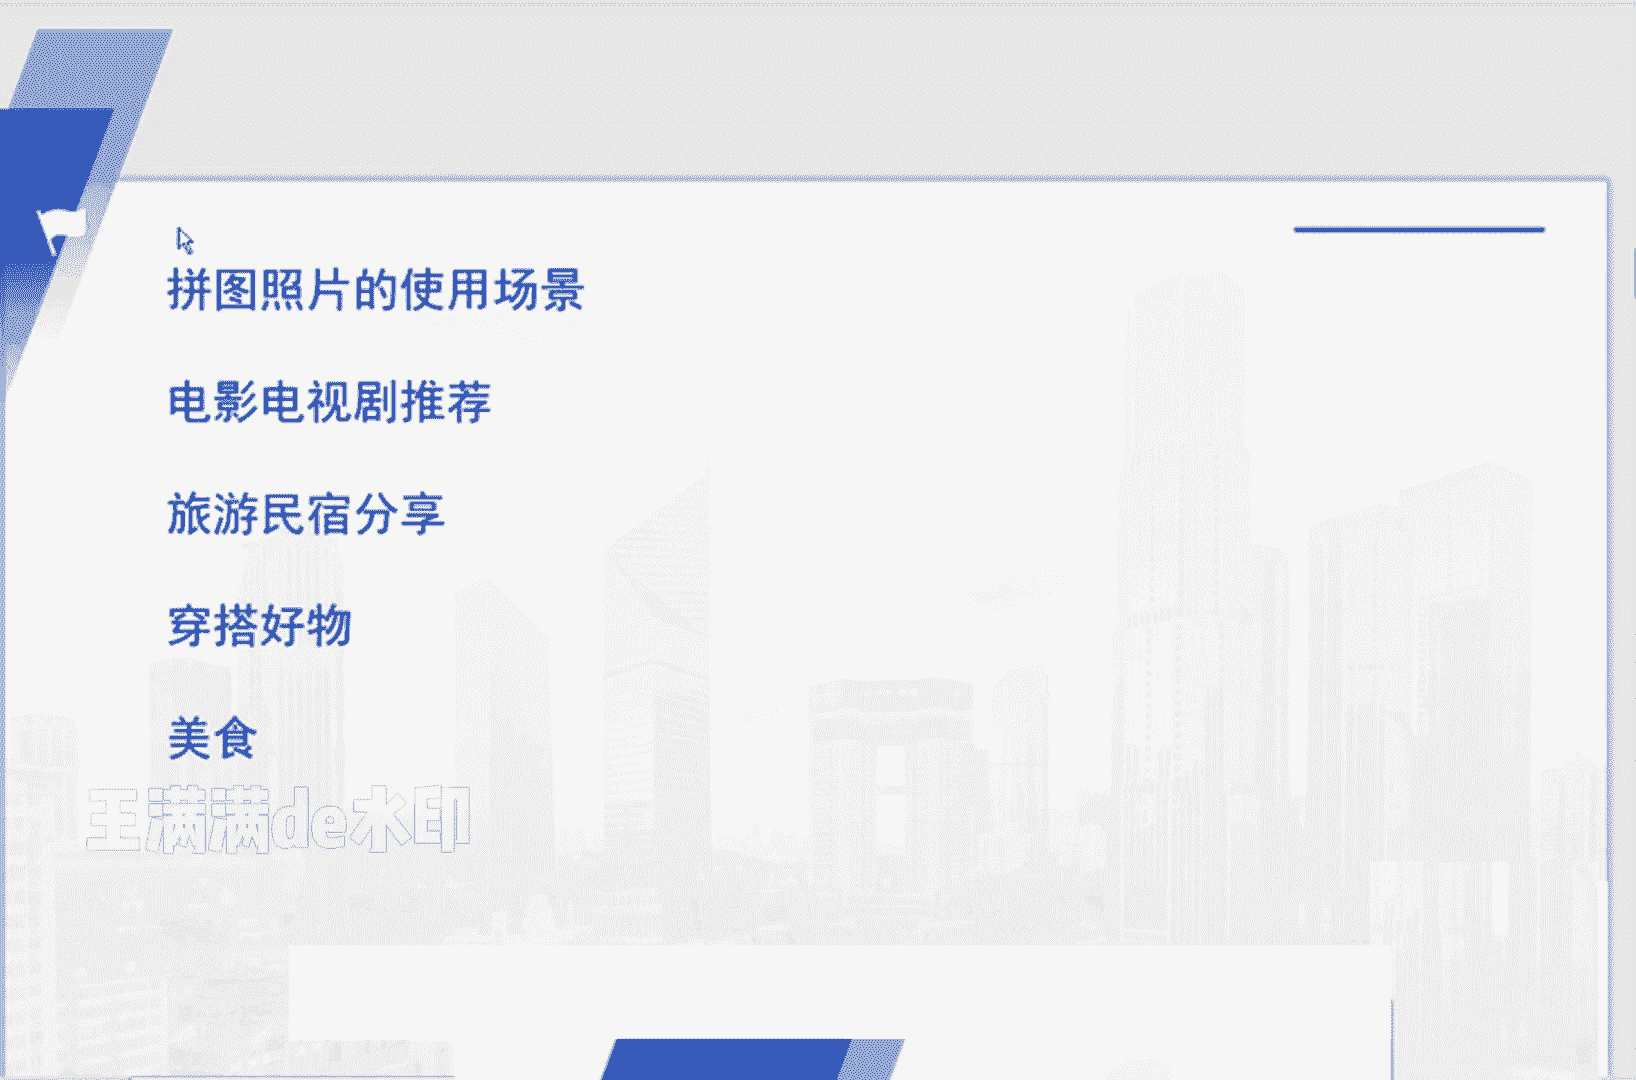 拼图照片的使用场景
电影电视剧推荐
旅游民宿分享
穿搭好物
美食
王满满de水印